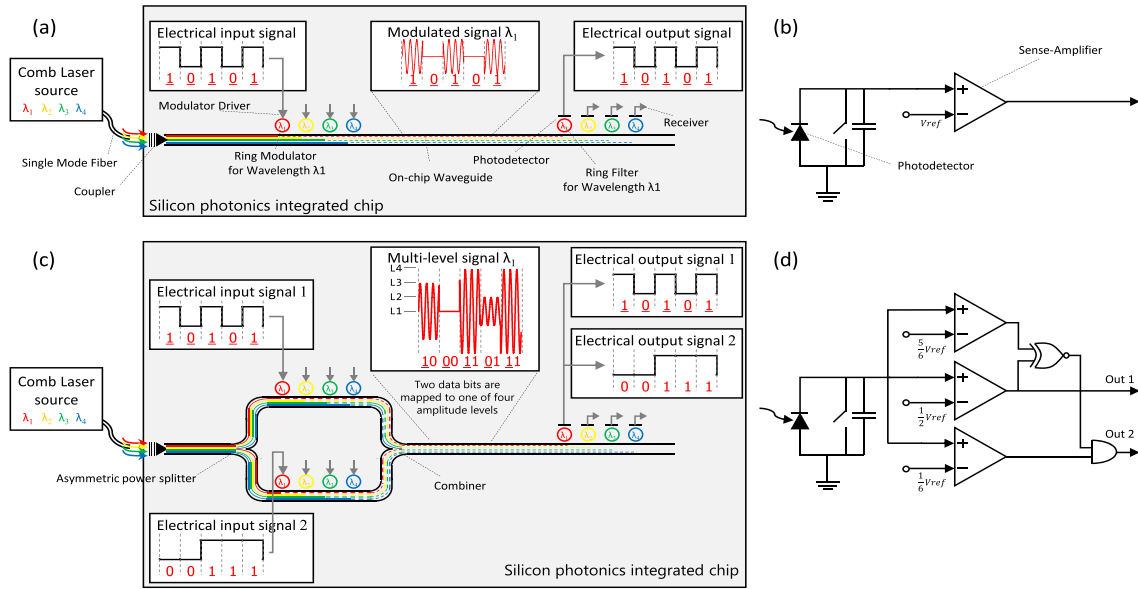 (a)
Comb Laser
source
λ1 λ2 λ3 λ4
Single Mode Fiber
Coupler
Electrical input signal
1 0 1 0 1
Modulator Driver
λ1 λ2 λ3 λ4
Ring Modulator
for Wavelength λ1
Modulated signal λ1
1 0 1 0 1
On-chip Waveguide
Electrical output signal
1 0 1 0 1
λ1 λ2 λ3 λ4
Receiver
Photodetector
Ring Filter
for Wavelength λ1
Silicon photonics integrated chip
(b)
Sense-Amplifier
+
−
Vref
Photodetector
(c)
Comb Laser
source
λ1 λ2 λ3 λ4
Electrical input signal 1
1 0 1 0 1
λ1 λ2 λ3 λ4
Multi-level signal λ1
L4
L3
L2
L1
10 00 11 01 11
Two data bits are
mapped to one of four
amplitude levels
Electrical output signal 1
1 0 1 0 1
Electrical output signal 2
0 0 1 1 1
λ1 λ2 λ3 λ4
Asymmetric power splitter
λ1 λ2 λ3 λ4
Combiner
Electrical input signal 2
0 0 1 1 1
Silicon photonics integrated chip
(d)
+
−
5/6 Vref
+
−
1/2 Vref
+
−
1/6 Vref
Out 1
Out 2